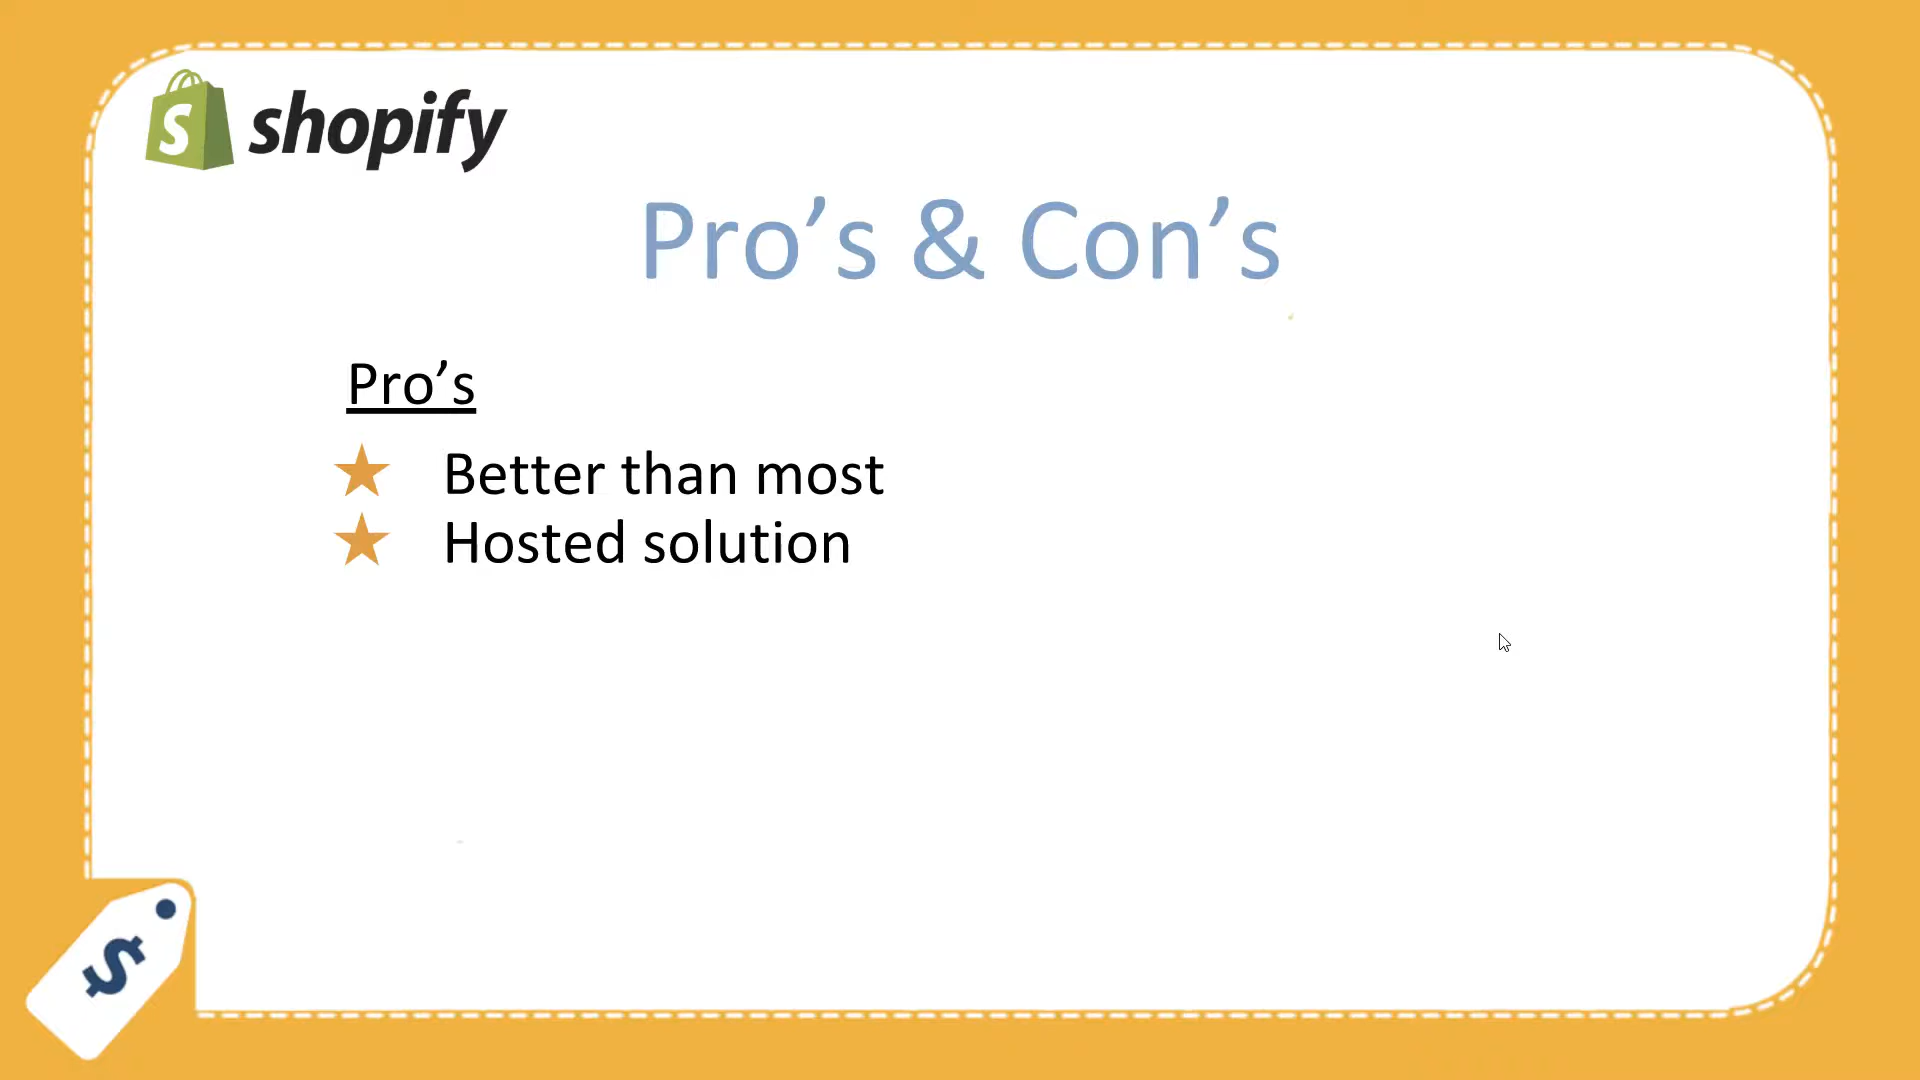 shopify
Pro’s & Con’s
Pro’s
Better than most
Hosted solution
$